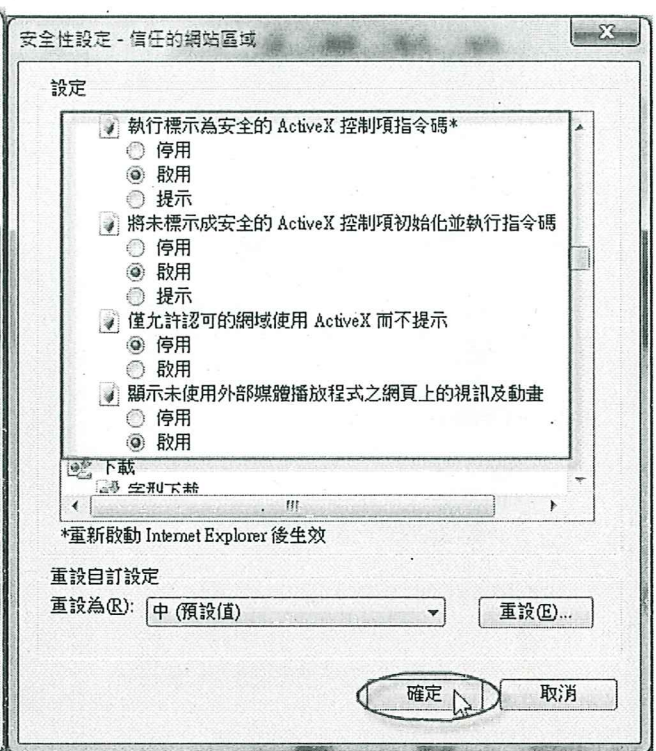 安全性設定 - 信任的網站區域
設定
執行標示為安全的 ActiveX 控制項指令碼*
停用
啟用
提示
將未標示成安全的 ActiveX 控制項初始化並執行指令碼
停用
啟用
提示
僅允許認可的網域使用 ActiveX 而不提示
停用
啟用
顯示未使用外部媒體播放程式之網頁上的視訊及動畫
停用
啟用
下載
字型下載
*重新啟動 Internet Explorer 後生效
重設自訂設定
重設為(R): 中 (預設值) 重設(E)...
確定 取消